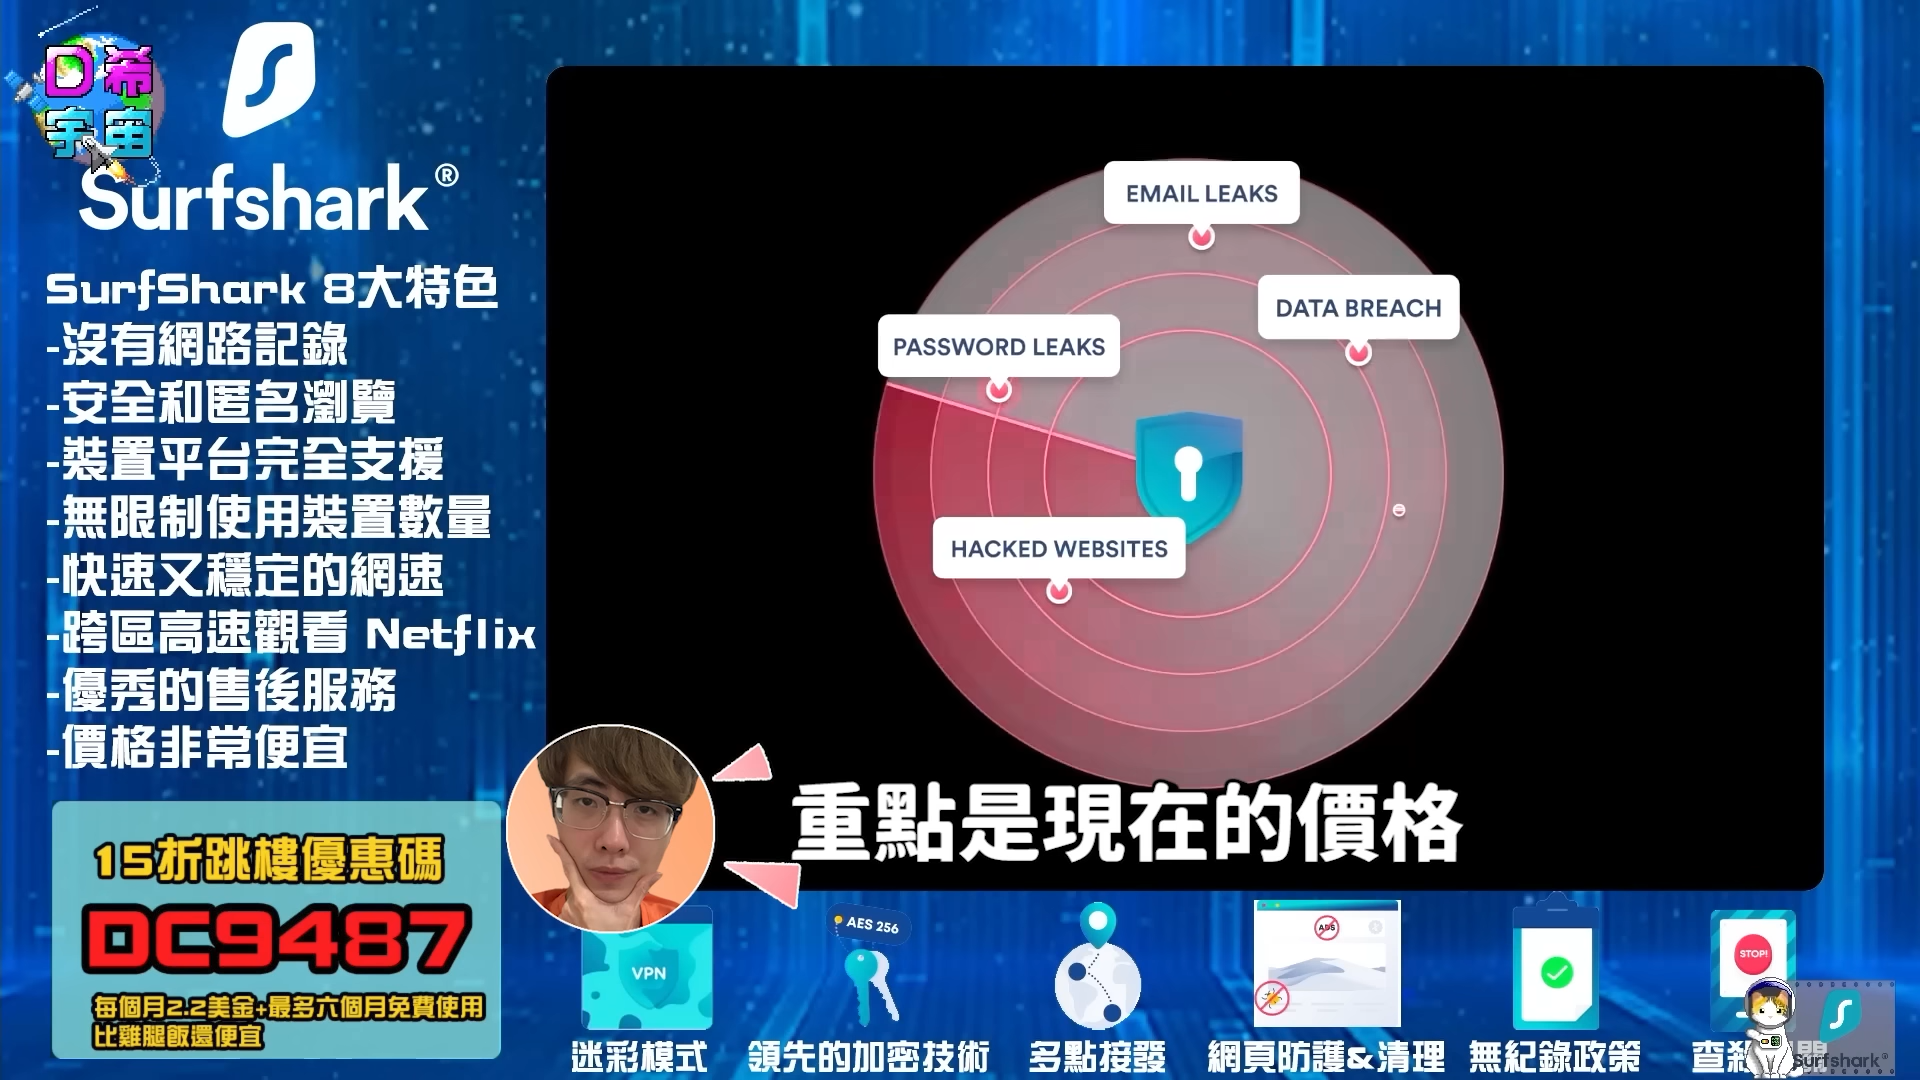 D希
宇宙
Surfshark®
SurfShark 8大特色
-沒有網路記錄
-安全和匿名瀏覽
-裝置平台完全支援
-無限制使用裝置數量
-快速又穩定的網速
-跨區高速觀看 Netflix
-優秀的售後服務
-價格非常便宜
15折跳樓優惠碼
DC9487
每個月2.2美金+最多六個月免費使用
比雞腿飯還便宜
EMAIL LEAKS
DATA BREACH
PASSWORD LEAKS
HACKED WEBSITES
重點是現在的價格
VPN
AES 256
ADS
STOP!
迷彩模式
領先的加密技術
多點接發
網頁防護&清理
無紀錄政策
查殺
Surfshark®